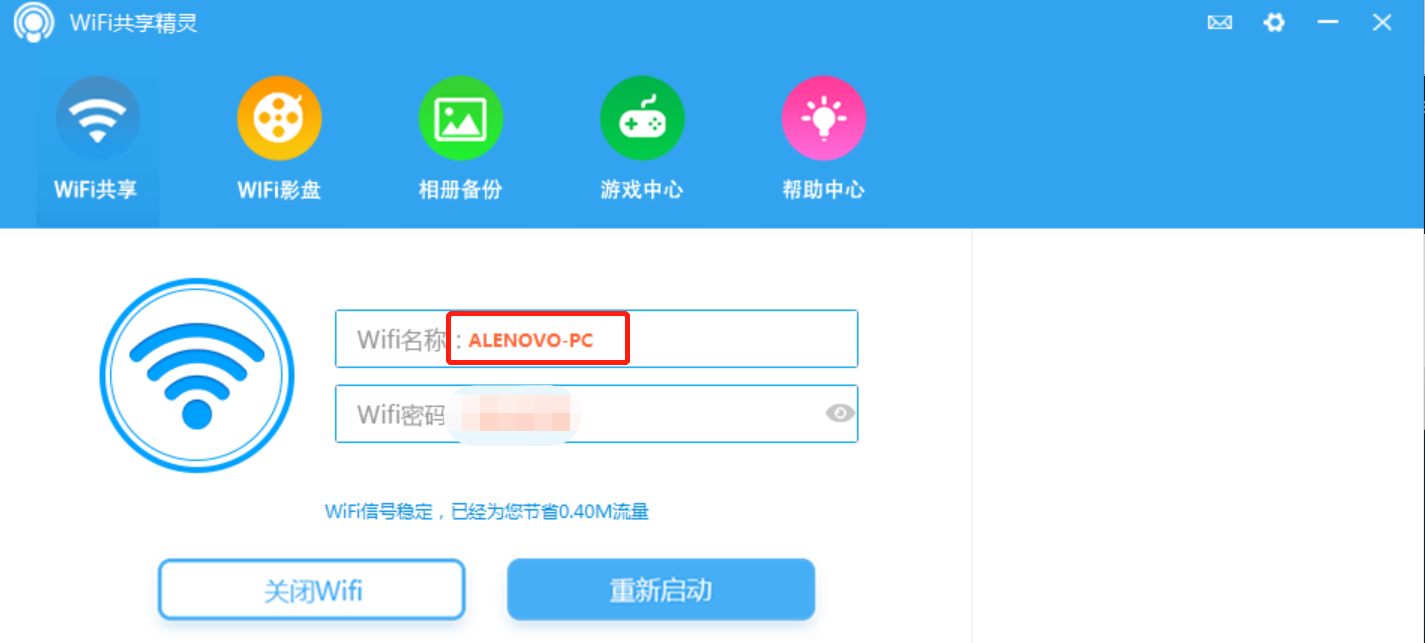 WiFi共享精灵
WiFi共享
WIFi影盘
相册备份
游戏中心
帮助中心
Wifi名称 : ALENOVO-PC
Wifi密码
WiFi信号稳定，已经为您节省0.40M流量
关闭Wifi
重新启动